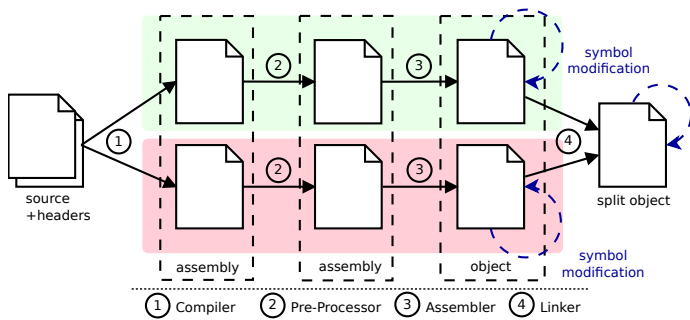 symbol
modification
2
3
1
4
2
3
source
+headers
split object
assembly
assembly
object
symbol
modification
1 Compiler 2 Pre-Processor 3 Assembler 4 Linker